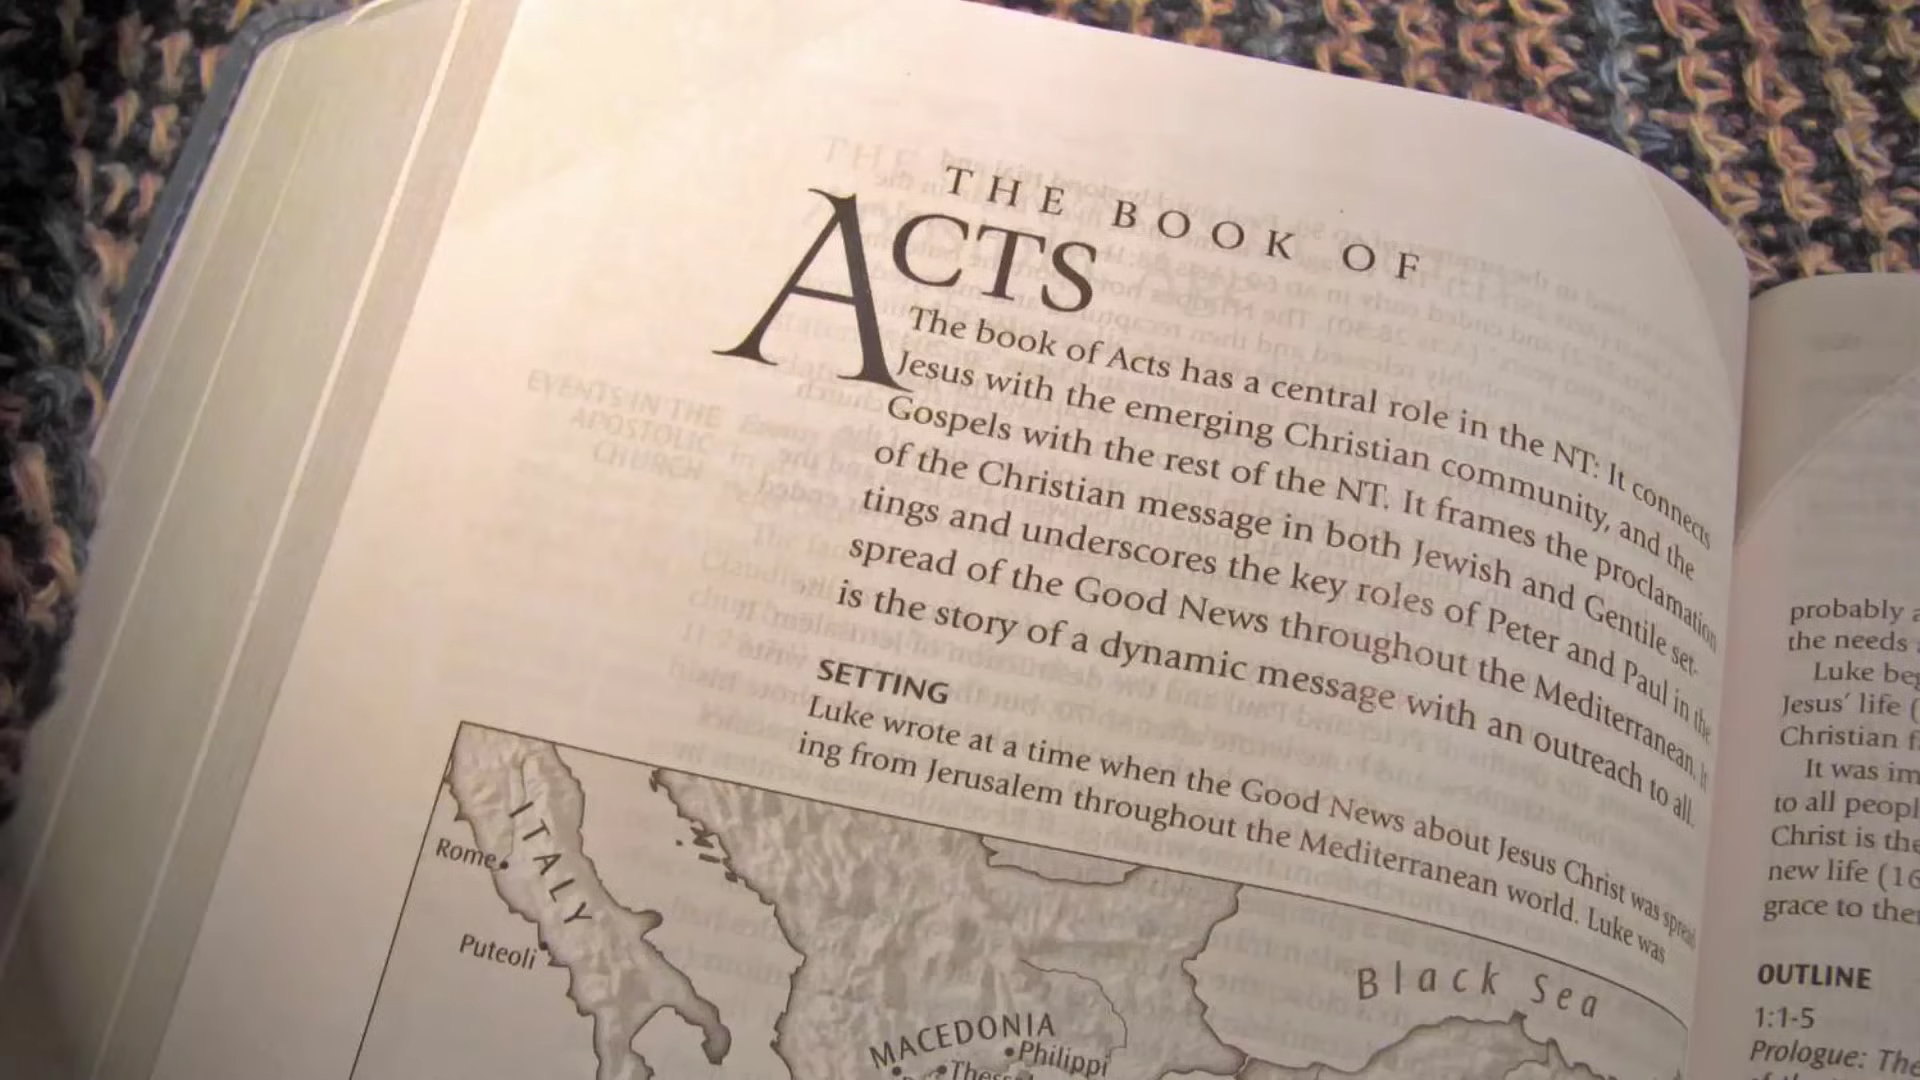 THE BOOK OF
ACTS
The book of Acts has a central role in the NT: It connects
Jesus with the emerging Christian community, and the
Gospels with the rest of the NT. It frames the proclamation
of the Christian message in both Jewish and Gentile set-
tings and underscores the key roles of Peter and Paul in the
spread of the Good News throughout the Mediterranean. It
is the story of a dynamic message with an outreach to all.
SETTING
Luke wrote at a time when the Good News about Jesus Christ was spread-
ing from Jerusalem throughout the Mediterranean world. Luke was
ITALY
Rome
Puteoli
Black Sea
MACEDONIA
Philippi
EVENTS IN THE
APOSTOLIC
CHURCH
probably
the needs
Luke
Jesus' life (
Christian
It was
to all
Christ is the
new life (16
grace to
OUTLINE
1:1-5
Prologue: The